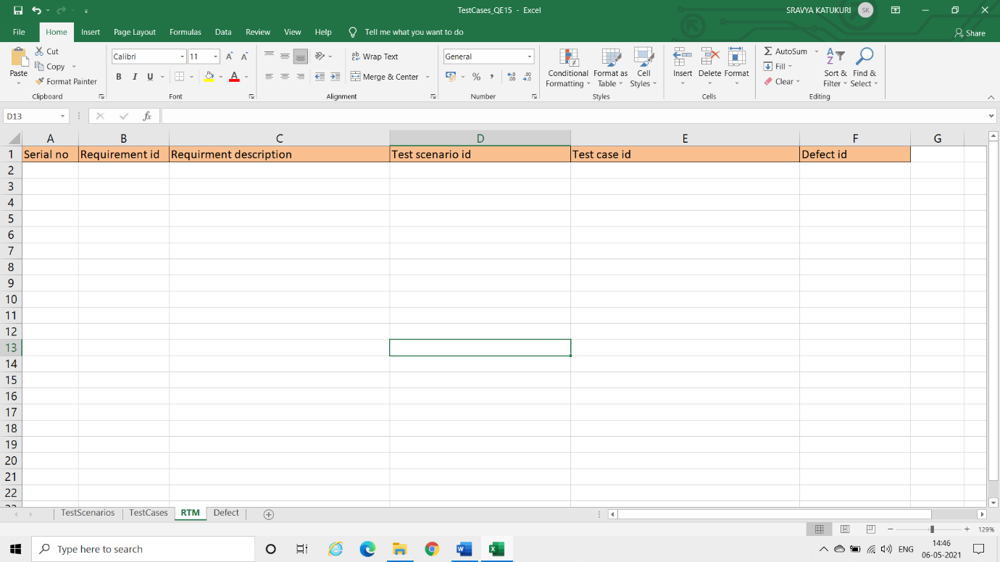 TestCases_QE15 - Excel
SRAVYA KATUKURI SK
File Home Insert Page Layout Formulas Data Review View Help Tell me what you want to do Share
Paste
Cut
Copy
Format Painter
Clipboard
Calibri 11
B I U
Font
Wrap Text
Merge & Center
Alignment
General
Number
Conditional Formatting
Format as Table
Cell Styles
Styles
Insert Delete Format
Cells
AutoSum
Fill
Clear
Sort & Filter
Find & Select
Editing
D13 fx
A B C D E F G
1 Serial no Requirement id Requirment description Test scenario id Test case id Defect id
2
3
4
5
6
7
8
9
10
11
12
13
14
15
16
17
18
19
20
21
22
TestScenarios TestCases RTM Defect
129%
Type here to search
ENG
14:46
06-05-2021